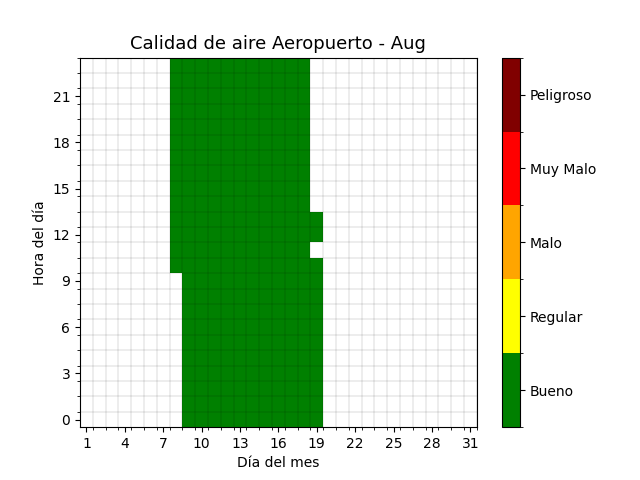 Calidad de aire Aeropuerto - Aug
Hora del día
21
18
15
12
9
6
3
0
1 4 7 10 13 16 19 22 25 28 31
Día del mes
Peligroso
Muy Malo
Malo
Regular
Bueno